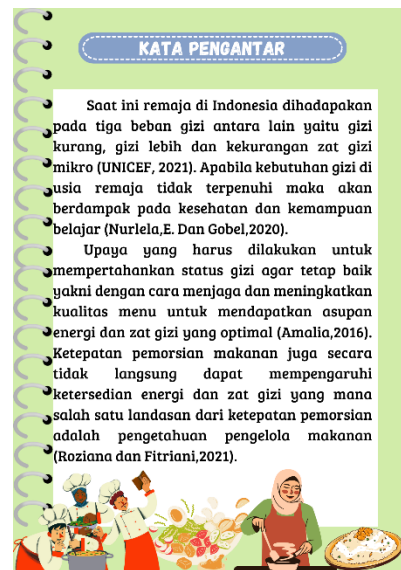 KATA PENGANTAR
Saat ini remaja di Indonesia dihadapakan
pada tiga beban gizi antara lain yaitu gizi
kurang, gizi lebih dan kekurangan zat gizi
mikro (UNICEF, 2021). Apabila kebutuhan gizi di
usia remaja tidak terpenuhi maka akan
berdampak pada kesehatan dan kemampuan
belajar (Nurlela,E. Dan Gobel,2020).
Upaya yang harus dilakukan untuk
mempertahankan status gizi agar tetap baik
yakni dengan cara menjaga dan meningkatkan
kualitas menu untuk mendapatkan asupan
energi dan zat gizi yang optimal (Amalia,2016).
Ketepatan pemorsian makanan juga secara
tidak langsung dapat mempengaruhi
ketersedian energi dan zat gizi yang mana
salah satu landasan dari ketepatan pemorsian
adalah pengetahuan pengelola makanan
(Roziana dan Fitriani,2021).